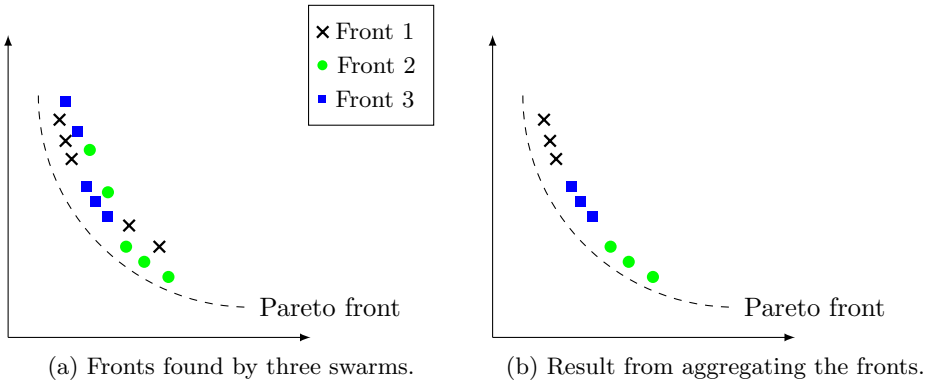 Front 1
Front 2
Front 3
Pareto front
Pareto front
(a) Fronts found by three swarms.
(b) Result from aggregating the fronts.